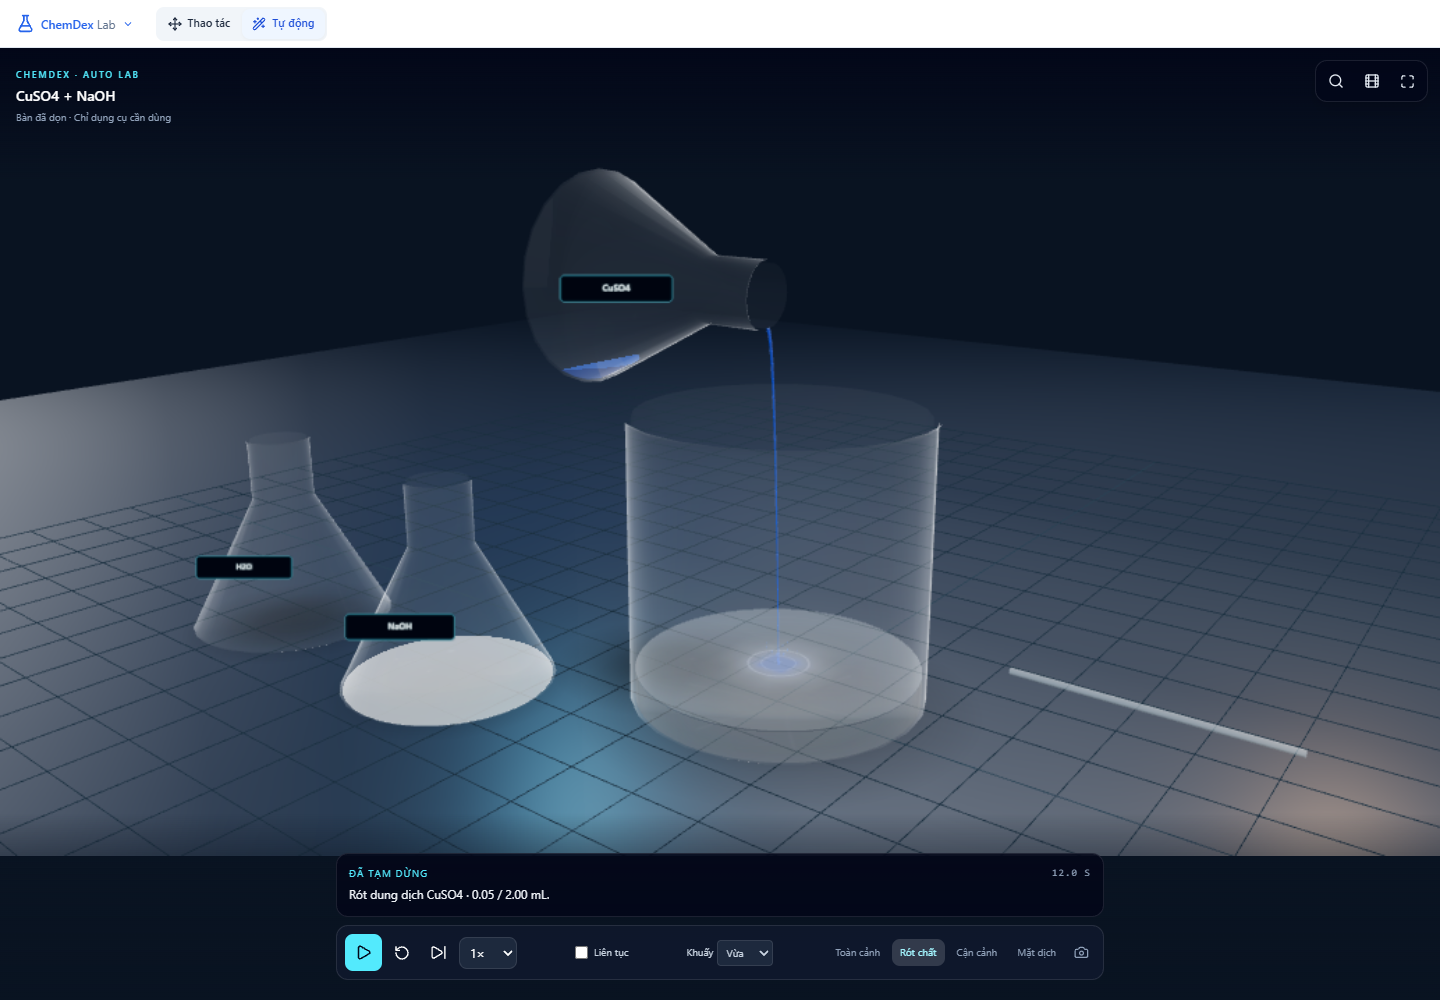 ChemDex Lab
Thao tác
Tự động
CHEMDEX · AUTO LAB
CuSO4 + NaOH
Bàn đã dọn · Chỉ dụng cụ cần dùng
CuSO4
H2O
NaOH
ĐÃ TẠM DỪNG
12.0 S
Rót dung dịch CuSO4 · 0.05 / 2.00 mL.
1×
Liên tục
Khuấy
Vừa
Toàn cảnh
Rót chất
Cận cảnh
Mặt dịch